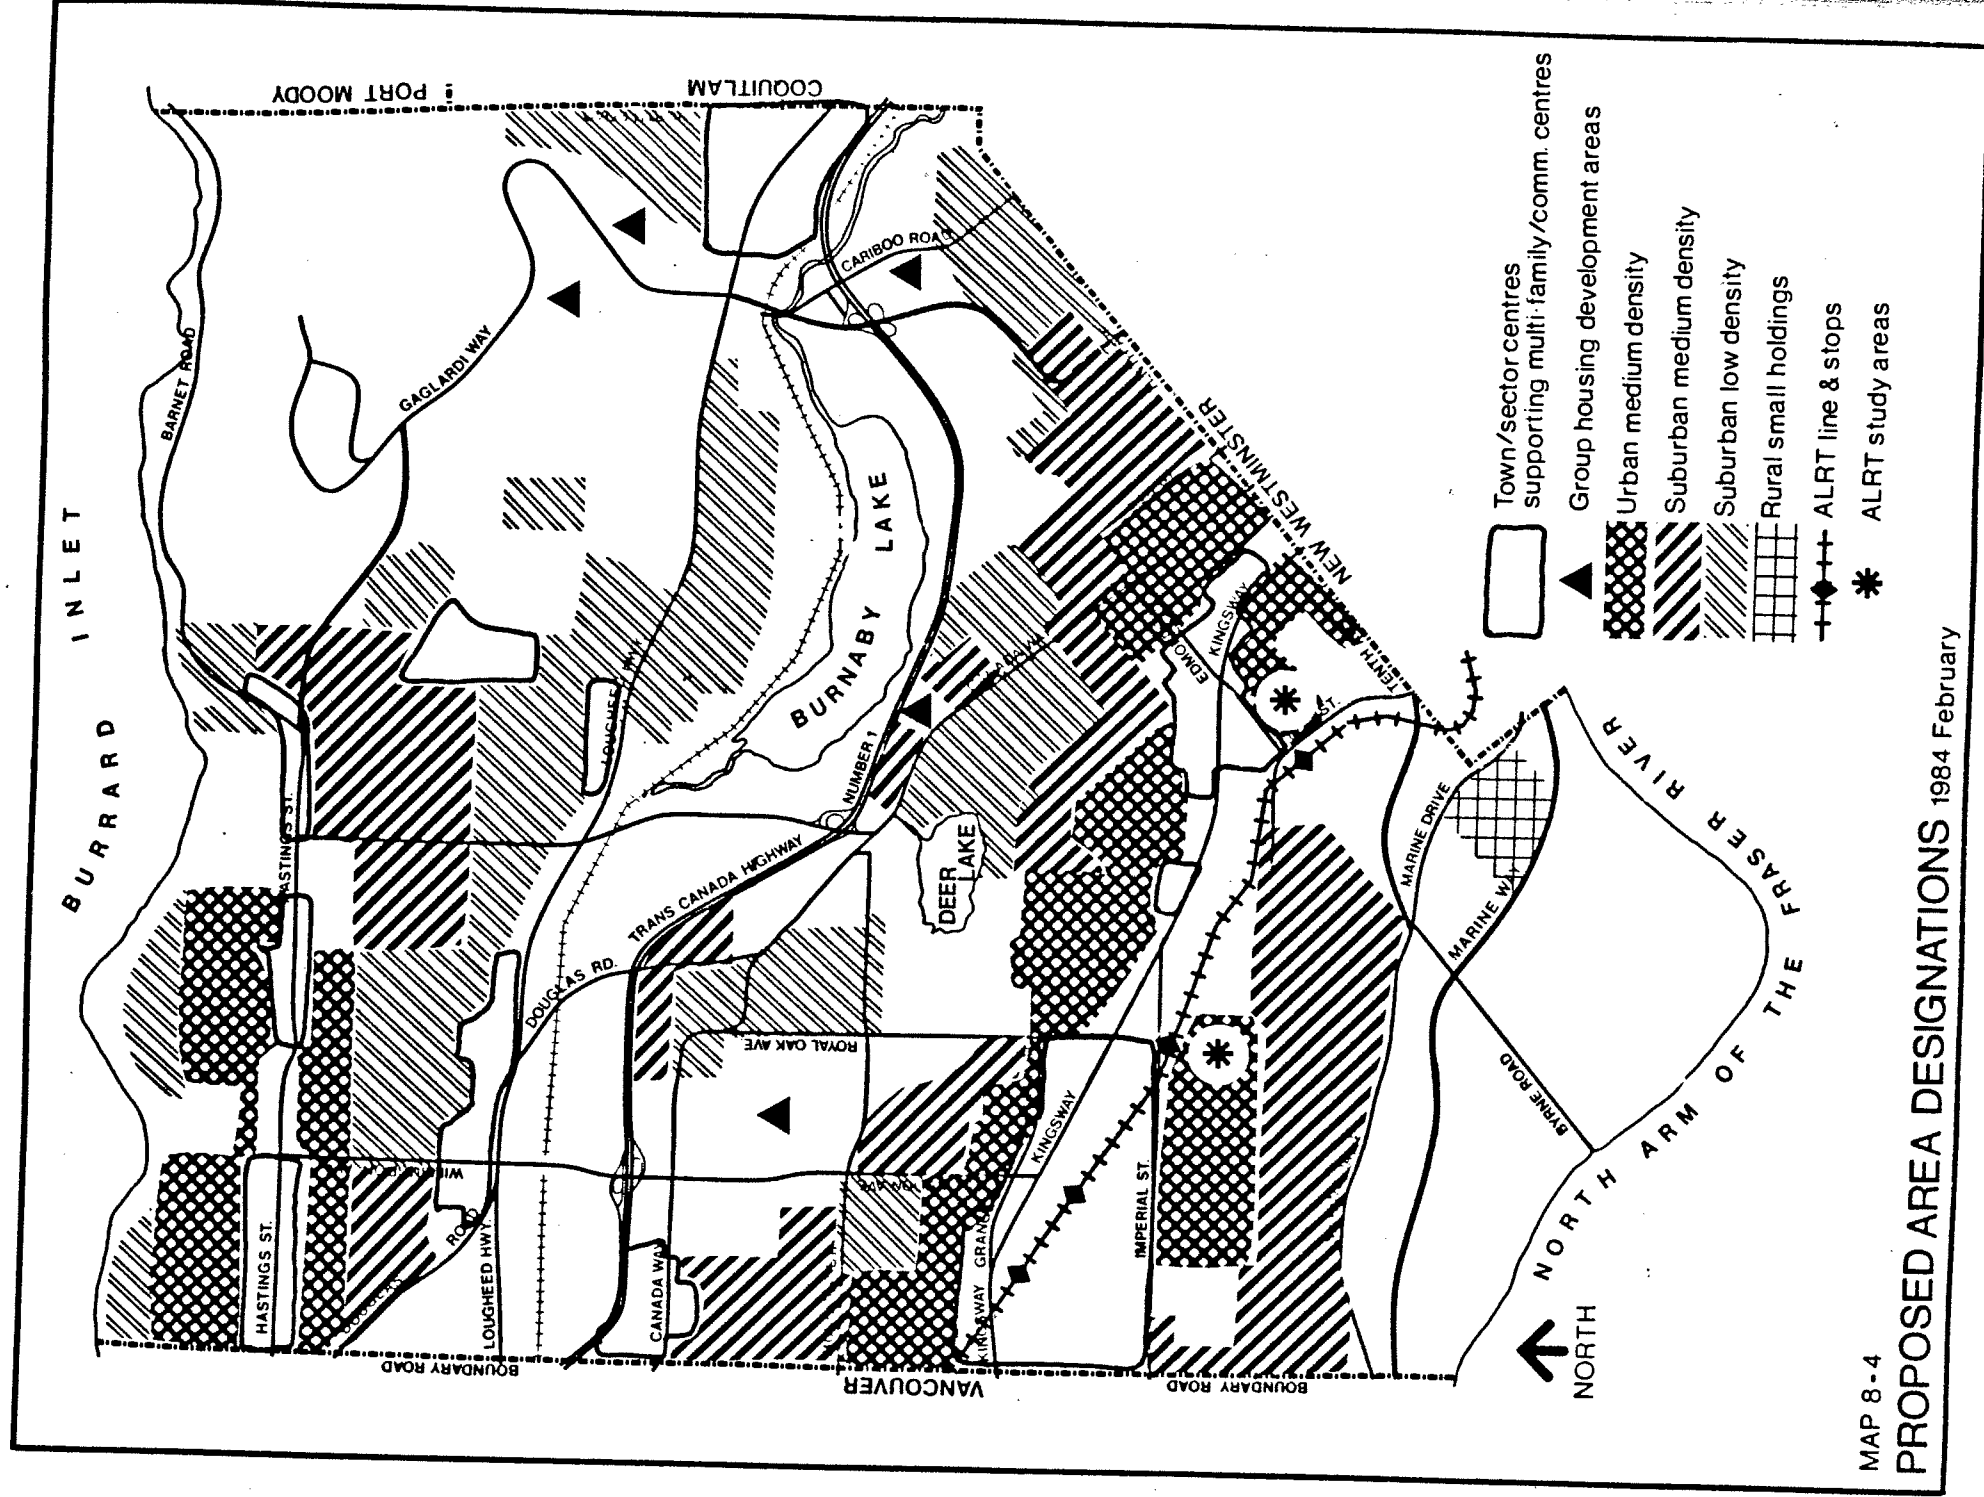 BURRARD INLET
PORT MOODY
COQUITLAM
BARNET ROAD
GAGLARDI WAY
CARIBOO ROAD
HASTINGS ST.
LOUGHEED HWY.
BURNABY
LAKE
NUMBER 1
TRANS CANADA HIGHWAY
DOUGLAS RD.
DEER
LAKE
ROYAL OAK AVE
HASTINGS ST.
DOUGLAS ROAD
LOUGHEED HWY.
CANADA WAY
BOUNDARY ROAD
VANCOUVER
BOUNDARY ROAD
KINGSWAY
KINGSWAY
IMPERIAL ST.
NEW WESTMINSTER
MARINE DRIVE
MARINE WAY
BYRNE ROAD
NORTH ARM OF THE FRASER RIVER
NORTH
Town/sector centres
supporting multi-family/comm. centres
Group housing development areas
Urban medium density
Suburban medium density
Suburban low density
Rural small holdings
ALRT line & stops
ALRT study areas
MAP 8-4
PROPOSED AREA DESIGNATIONS 1984 February